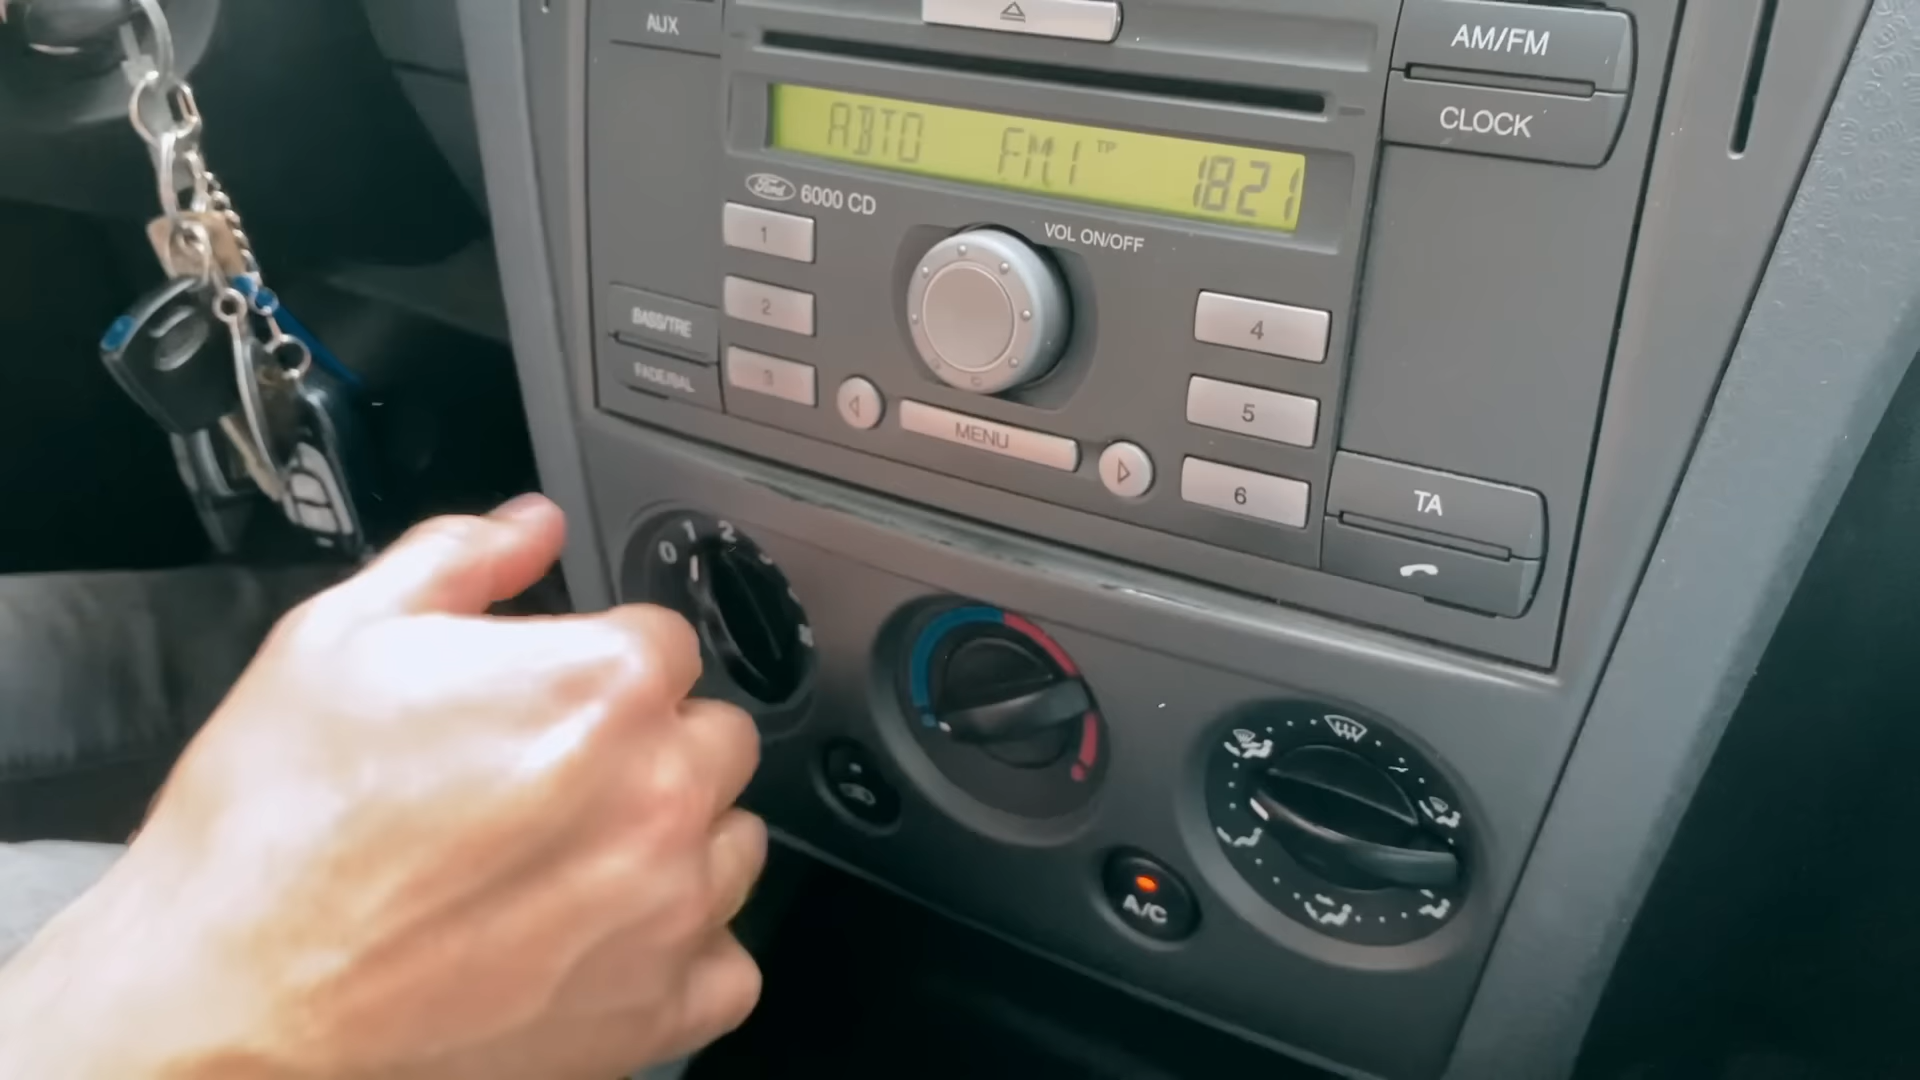 AUX
AM/FM
CLOCK
ABTO FM1 TP 1821
Ford 6000 CD
VOL ON/OFF
1
2
3
4
5
6
BASS/TRE
FADE/BAL
MENU
TA
0 1 2
A/C